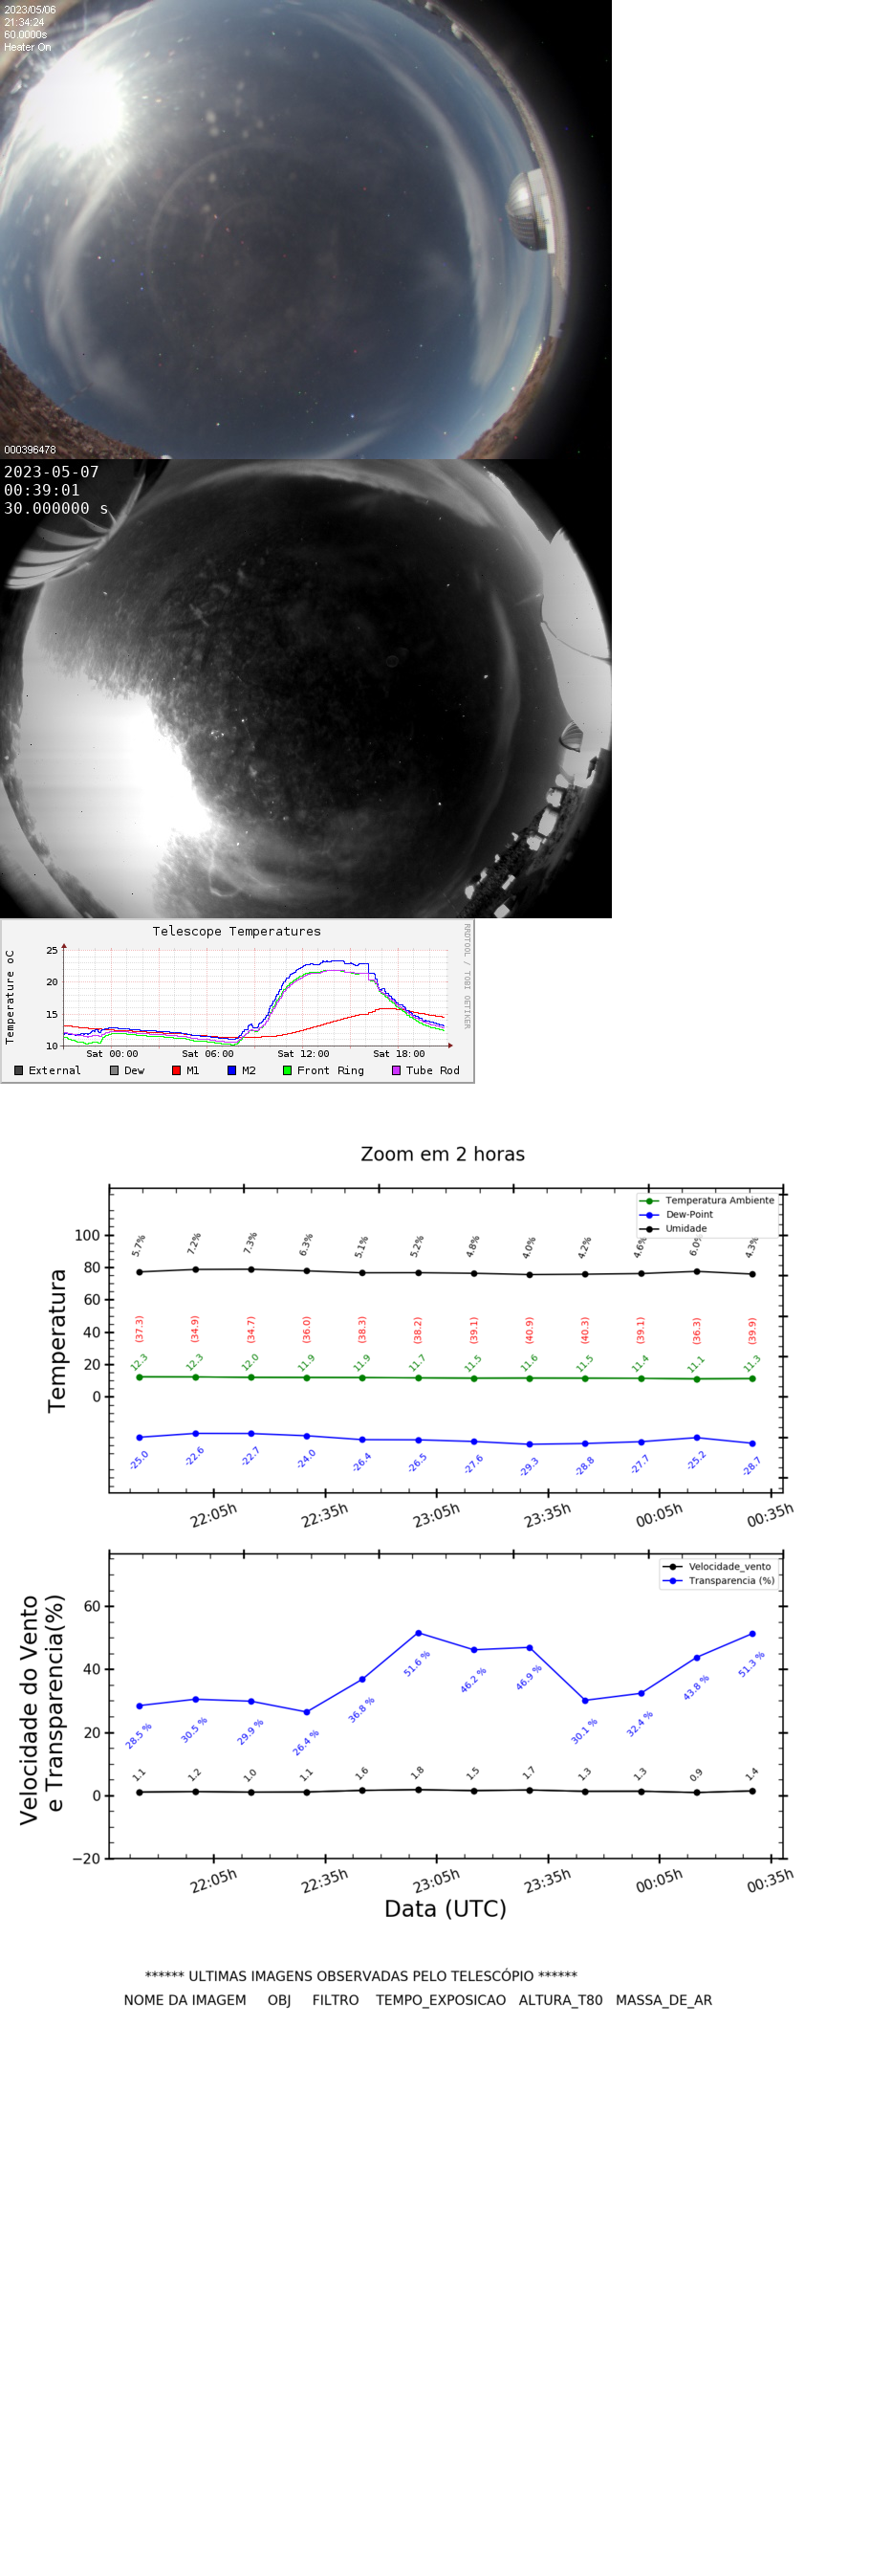 2023/05/06
21:34:24
60.0000s
Heater On
000396478
2023-05-07
00:39:01
30.000000 s
Telescope Temperatures
RRDTOOL / TOBI OETIKER
Temperature oC
25
20
15
10
Sat 00:00 Sat 06:00 Sat 12:00 Sat 18:00
External Dew M1 M2 Front Ring Tube Rod
Zoom em 2 horas
Temperatura
Temperatura Ambiente
Dew-Point
Umidade
100
80
60
40
20
0
5.7% 7.2% 7.3% 6.3% 5.1% 5.2% 4.8% 4.0% 4.2% 4.6% 6.0% 4.3%
(37.3) (34.9) (34.7) (36.0) (38.3) (38.2) (39.1) (40.9) (40.3) (39.1) (36.3) (39.9)
12.3 12.3 12.0 11.9 11.9 11.7 11.5 11.6 11.5 11.4 11.1 11.3
-25.0 -22.6 -22.7 -24.0 -26.4 -26.5 -27.6 -29.3 -28.8 -27.7 -25.2 -28.7
22:05h 22:35h 23:05h 23:35h 00:05h 00:35h
Velocidade do Vento
e Transparencia(%)
Velocidade_vento
Transparencia (%)
60
40
20
0
−20
28.5 % 30.5 % 29.9 % 26.4 % 36.8 % 51.6 % 46.2 % 46.9 % 30.1 % 32.4 % 43.8 % 51.3 %
1.1 1.2 1.0 1.1 1.6 1.8 1.5 1.7 1.3 1.3 0.9 1.4
22:05h 22:35h 23:05h 23:35h 00:05h 00:35h
Data (UTC)
****** ULTIMAS IMAGENS OBSERVADAS PELO TELESCÓPIO ******
NOME DA IMAGEM OBJ FILTRO TEMPO_EXPOSICAO ALTURA_T80 MASSA_DE_AR